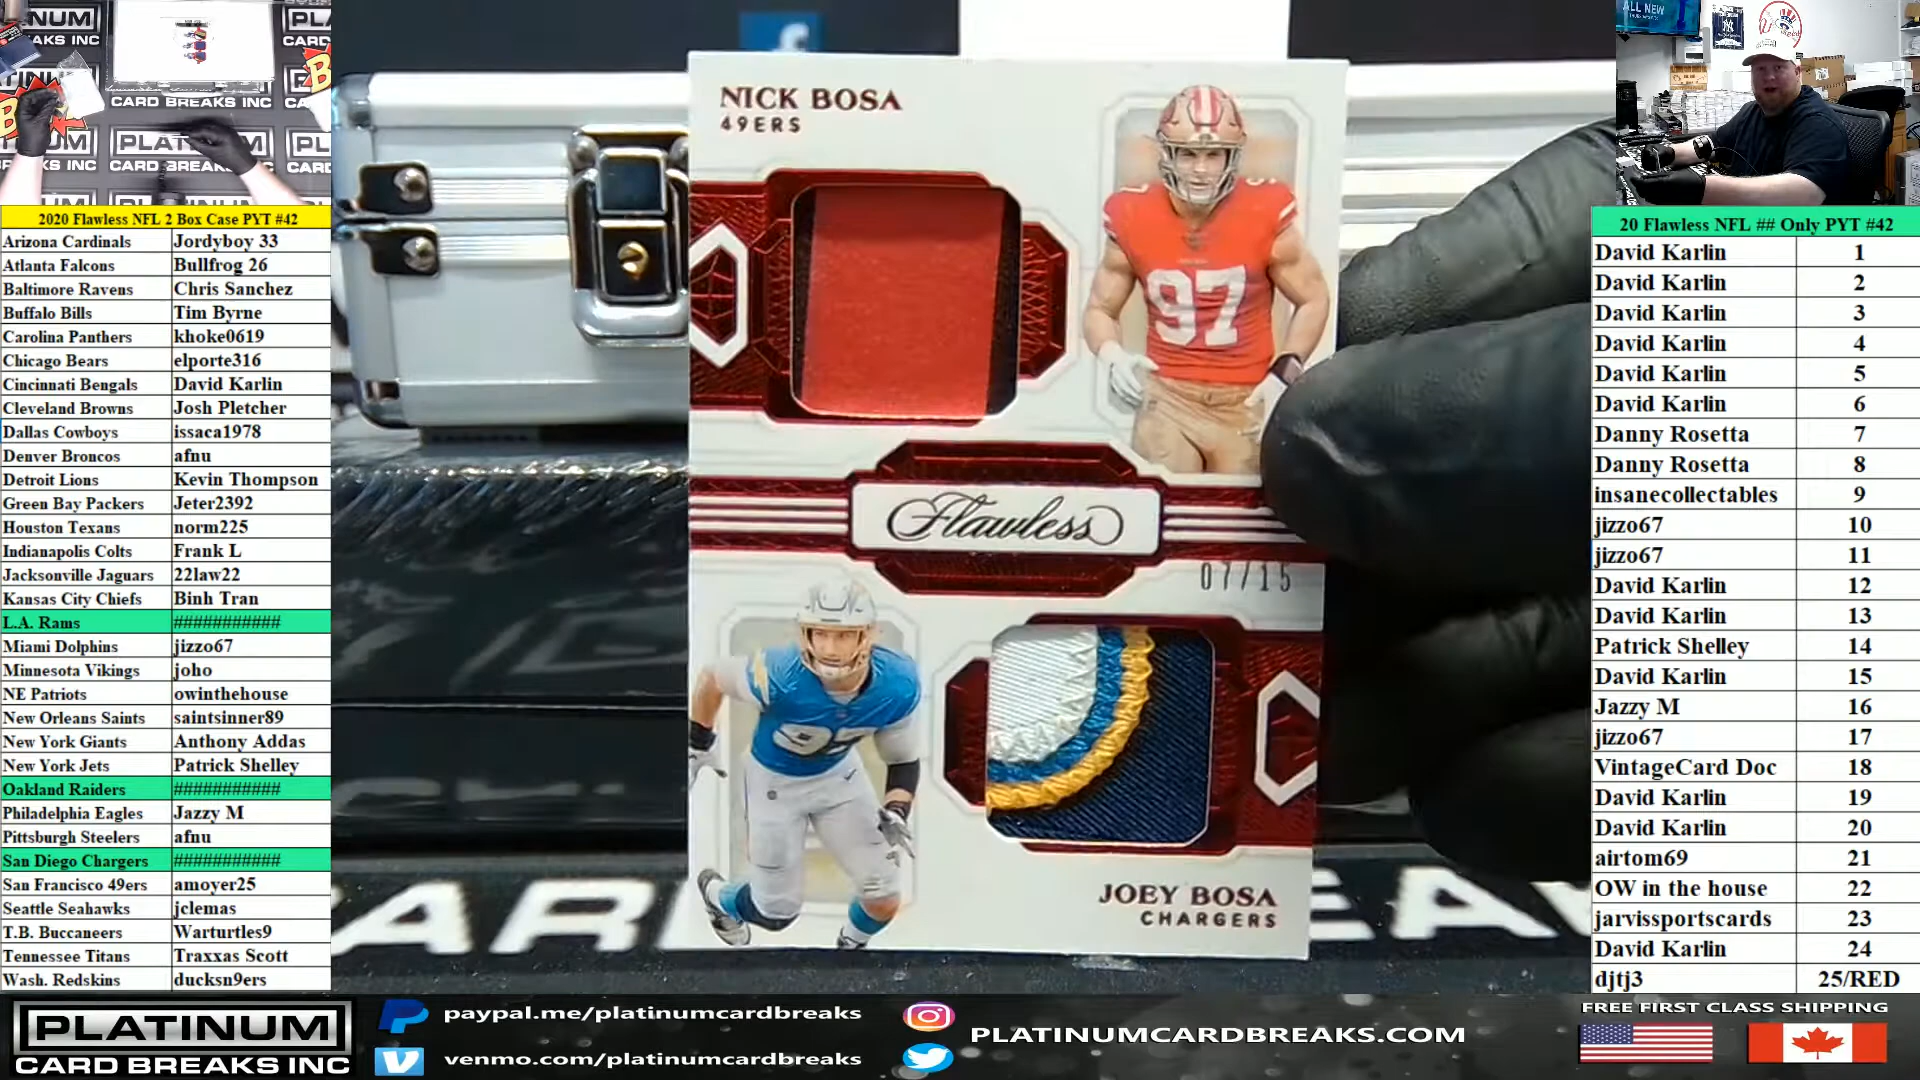 2020 Flawless NFL 2 Box Case PYT #42
Arizona Cardinals Jordyboy 33
Atlanta Falcons Bullfrog 26
Baltimore Ravens Chris Sanchez
Buffalo Bills Tim Byrne
Carolina Panthers khoke0619
Chicago Bears elporte316
Cincinnati Bengals David Karlin
Cleveland Browns Josh Pletcher
Dallas Cowboys issaca1978
Denver Broncos afnu
Detroit Lions Kevin Thompson
Green Bay Packers Jeter2392
Houston Texans norm225
Indianapolis Colts Frank L
Jacksonville Jaguars 22law22
Kansas City Chiefs Binh Tran
L.A. Rams ###########
Miami Dolphins jizzo67
Minnesota Vikings joho
NE Patriots owinthehouse
New Orleans Saints saintsinner89
New York Giants Anthony Addas
New York Jets Patrick Shelley
Oakland Raiders ###########
Philadelphia Eagles Jazzy M
Pittsburgh Steelers afnu
San Diego Chargers ###########
San Francisco 49ers amoyer25
Seattle Seahawks jclemas
T.B. Buccaneers Warturtles9
Tennessee Titans Traxxas Scott
Wash. Redskins ducksn9ers
NICK BOSA
49ERS
97
Flawless
07/15
JOEY BOSA
CHARGERS
CARD BREA
PLATINUM
CARD BREAKS INC
ALL NEW
20 Flawless NFL ## Only PYT #42
David Karlin 1
David Karlin 2
David Karlin 3
David Karlin 4
David Karlin 5
David Karlin 6
Danny Rosetta 7
Danny Rosetta 8
insanecollectables 9
jizzo67 10
jizzo67 11
David Karlin 12
David Karlin 13
Patrick Shelley 14
David Karlin 15
Jazzy M 16
jizzo67 17
VintageCard Doc 18
David Karlin 19
David Karlin 20
airtom69 21
OW in the house 22
jarvissportscards 23
David Karlin 24
djtj3 25/RED
PLATINUM
CARD BREAKS INC
paypal.me/platinumcardbreaks
venmo.com/platinumcardbreaks
PLATINUMCARDBREAKS.COM
FREE FIRST CLASS SHIPPING